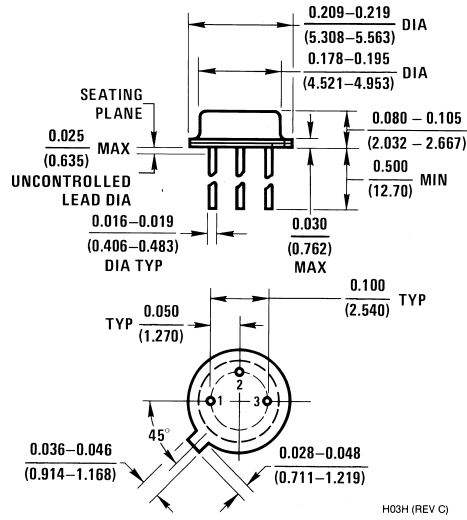 0.209–0.219 DIA
(5.308–5.563)
0.178–0.195 DIA
(4.521–4.953)
SEATING
PLANE
0.080 – 0.105
(2.032 – 2.667)
0.025 MAX
(0.635)
0.500 MIN
(12.70)
UNCONTROLLED
LEAD DIA
0.016–0.019
(0.406–0.483)
DIA TYP
0.030
(0.762)
MAX
0.100 TYP
(2.540)
TYP 0.050
(1.270)
2
1 3
45°
0.036–0.046
(0.914–1.168)
0.028–0.048
(0.711–1.219)
H03H (REV C)